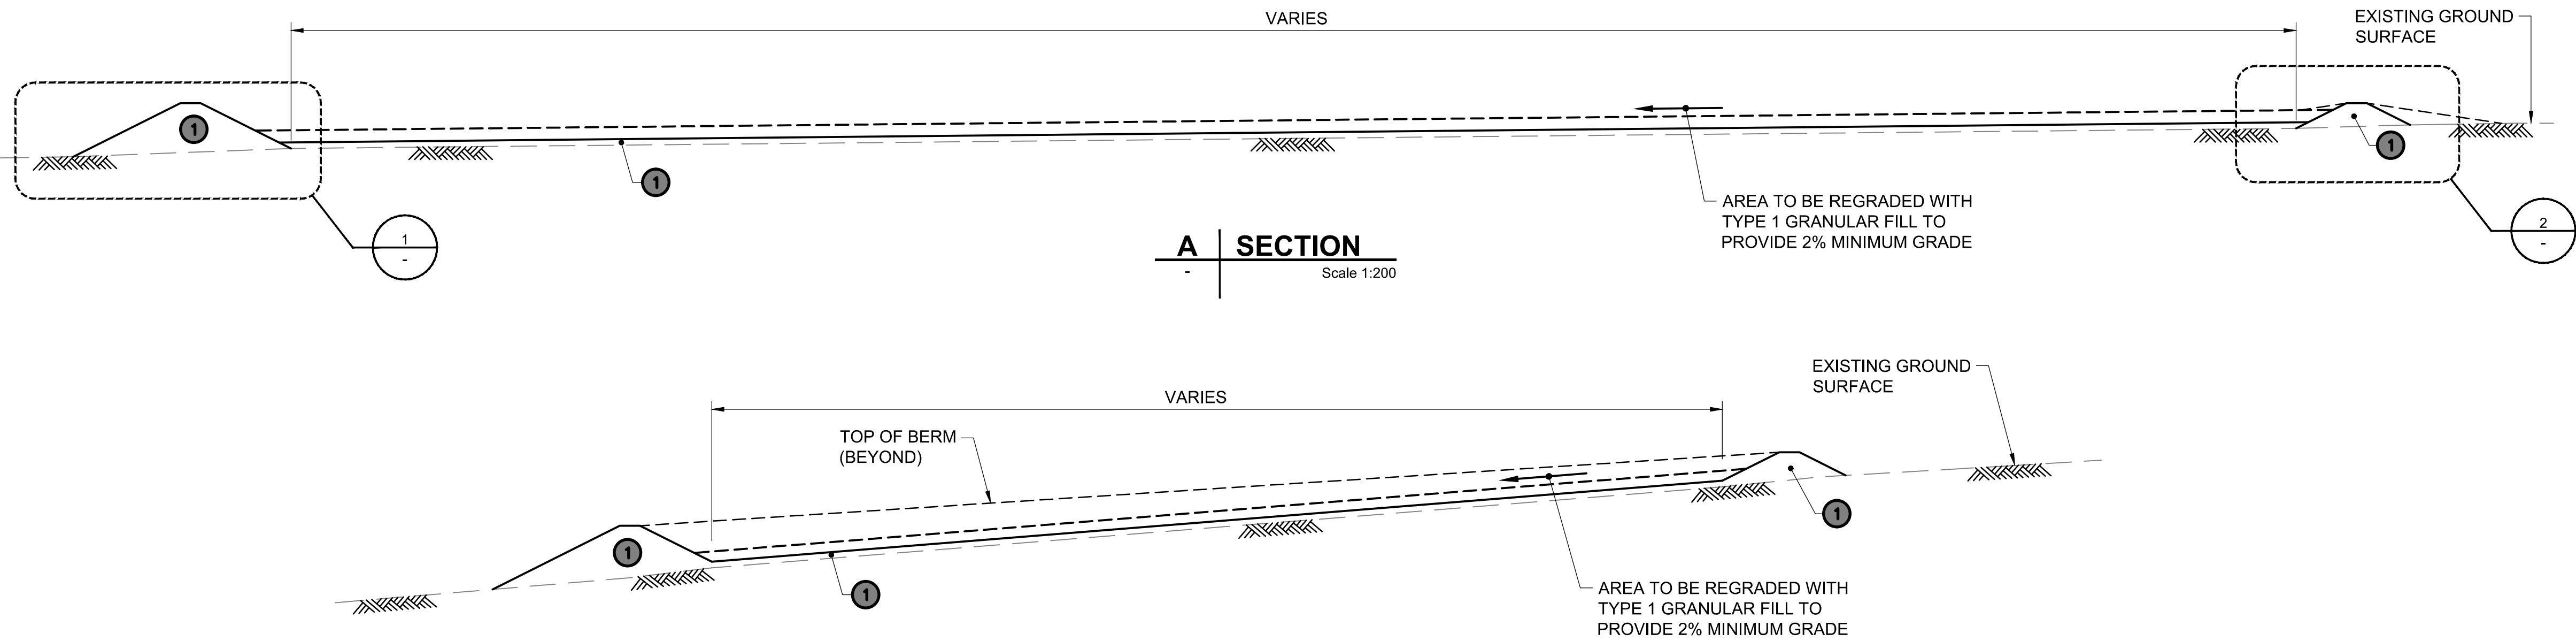 VARIES
EXISTING GROUND
SURFACE
1
1
1
AREA TO BE REGRADED WITH
TYPE 1 GRANULAR FILL TO
PROVIDE 2% MINIMUM GRADE
1
-
2
-
A SECTION
- Scale 1:200
EXISTING GROUND
SURFACE
VARIES
TOP OF BERM
(BEYOND)
1
1
1
AREA TO BE REGRADED WITH
TYPE 1 GRANULAR FILL TO
PROVIDE 2% MINIMUM GRADE